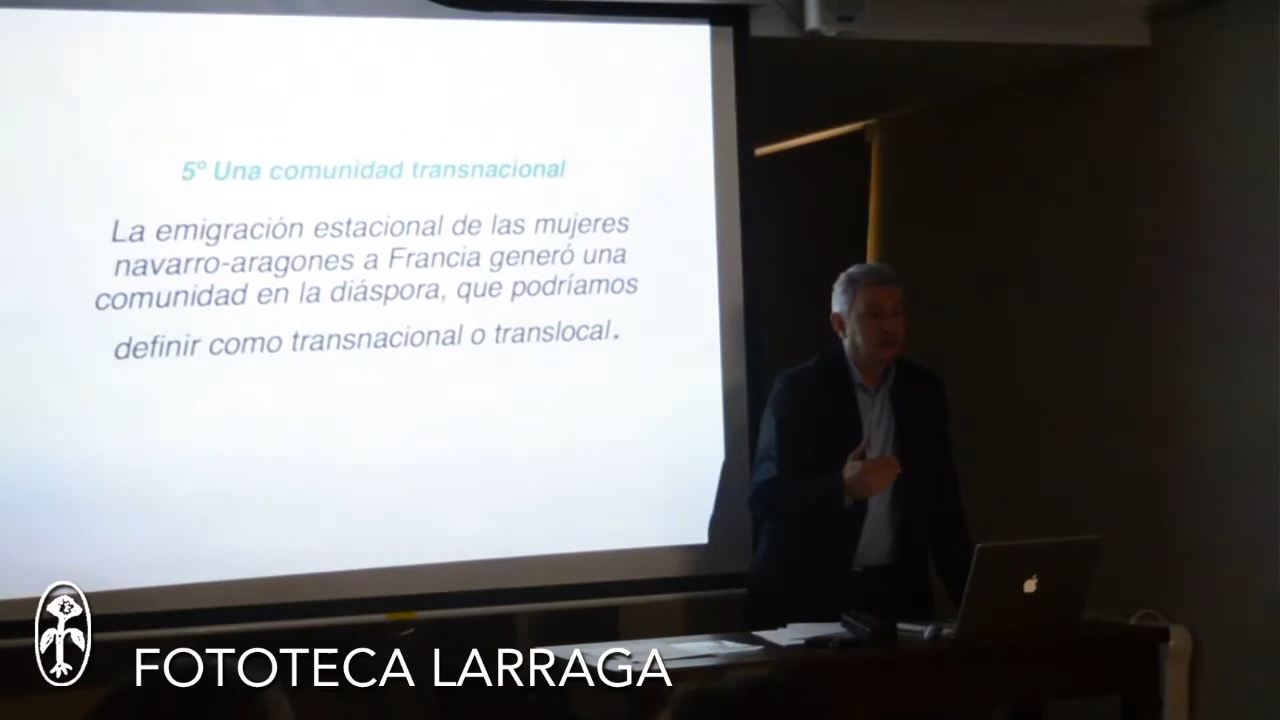 5º Una comunidad transnacional
La emigración estacional de las mujeres
navarro-aragones a Francia generó una
comunidad en la diáspora, que podríamos
definir como transnacional o translocal.
FOTOTECA LARRAGA